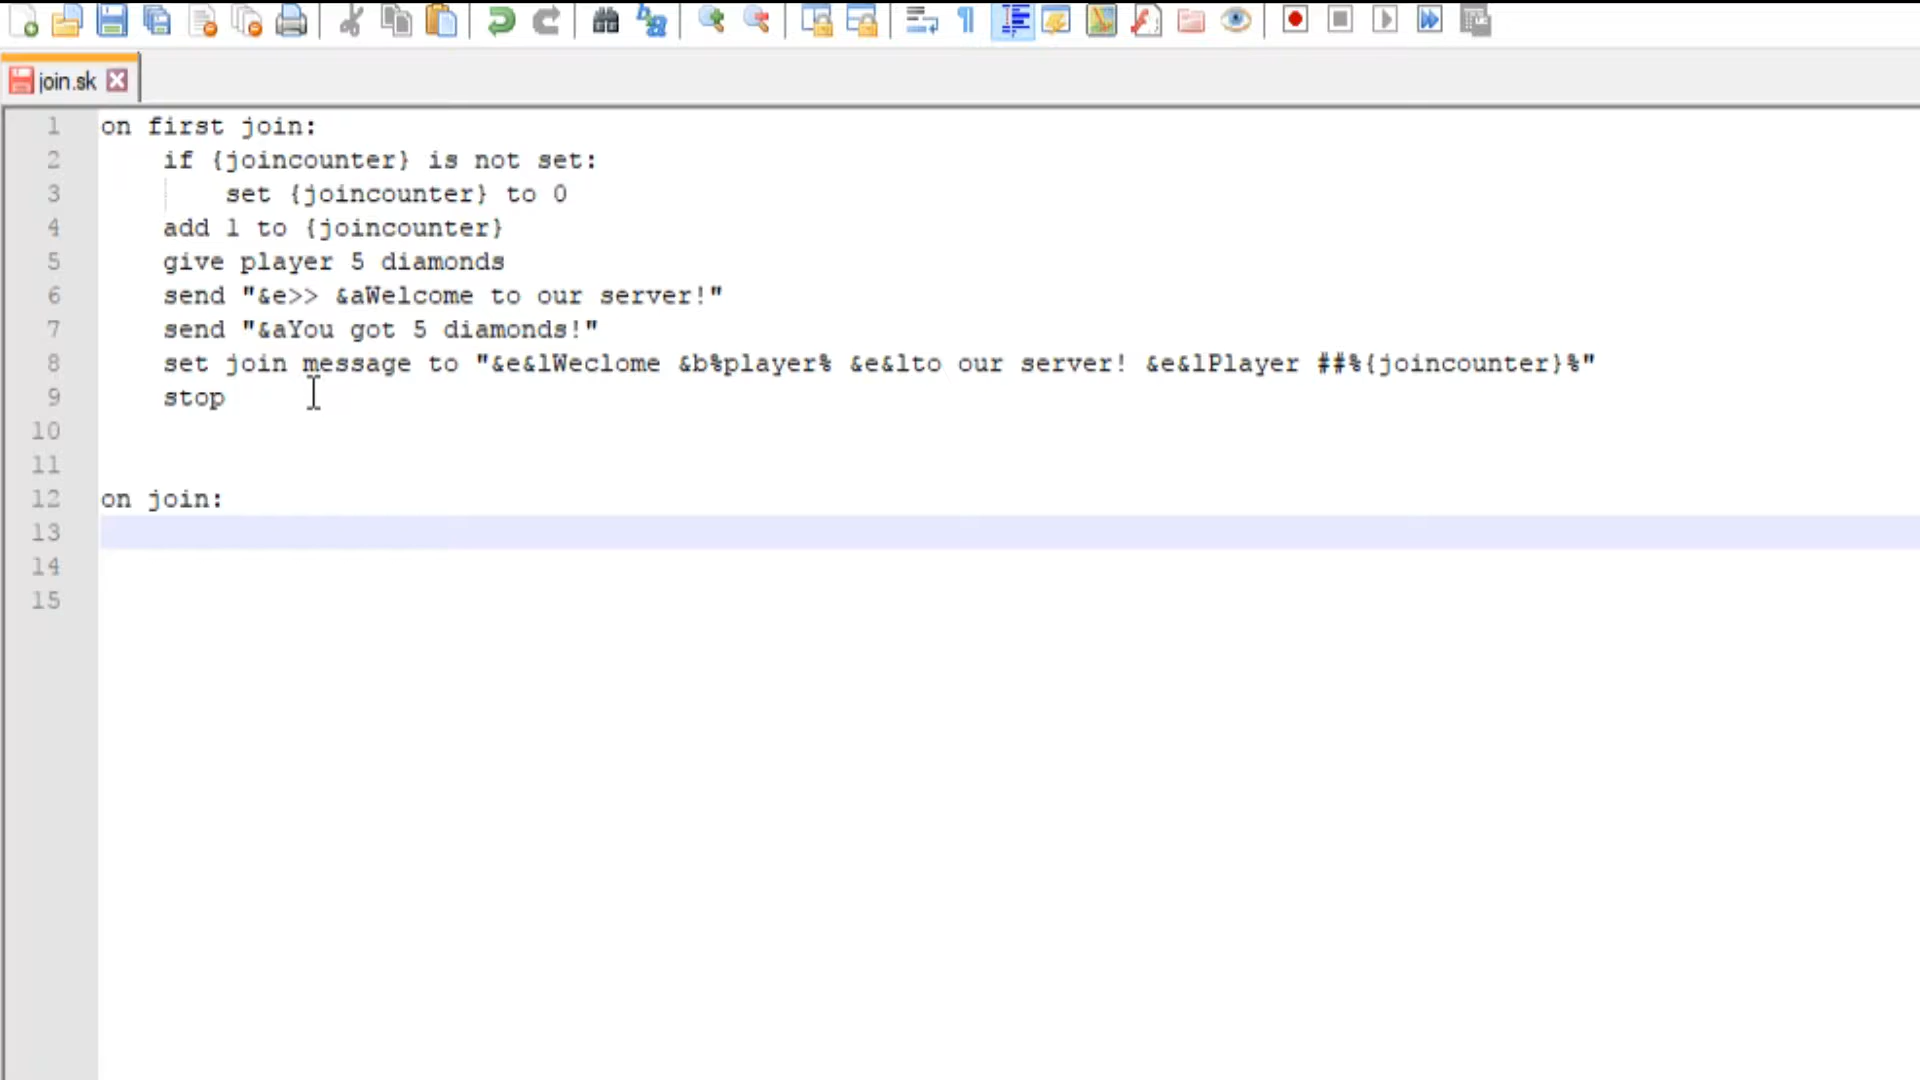 join.sk
1 on first join:
2 if {joincounter} is not set:
3 set {joincounter} to 0
4 add 1 to {joincounter}
5 give player 5 diamonds
6 send "&e>> &aWelcome to our server!"
7 send "&aYou got 5 diamonds!"
8 set join message to "&e&lWeclome &b%player% &e&lto our server! &e&lPlayer ##%{joincounter}%"
9 stop
10
11
12 on join:
13
14
15